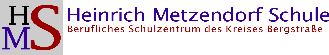 HMS
Heinrich Metzendorf Schule
Berufliches Schulzentrum des Kreises Bergstraße